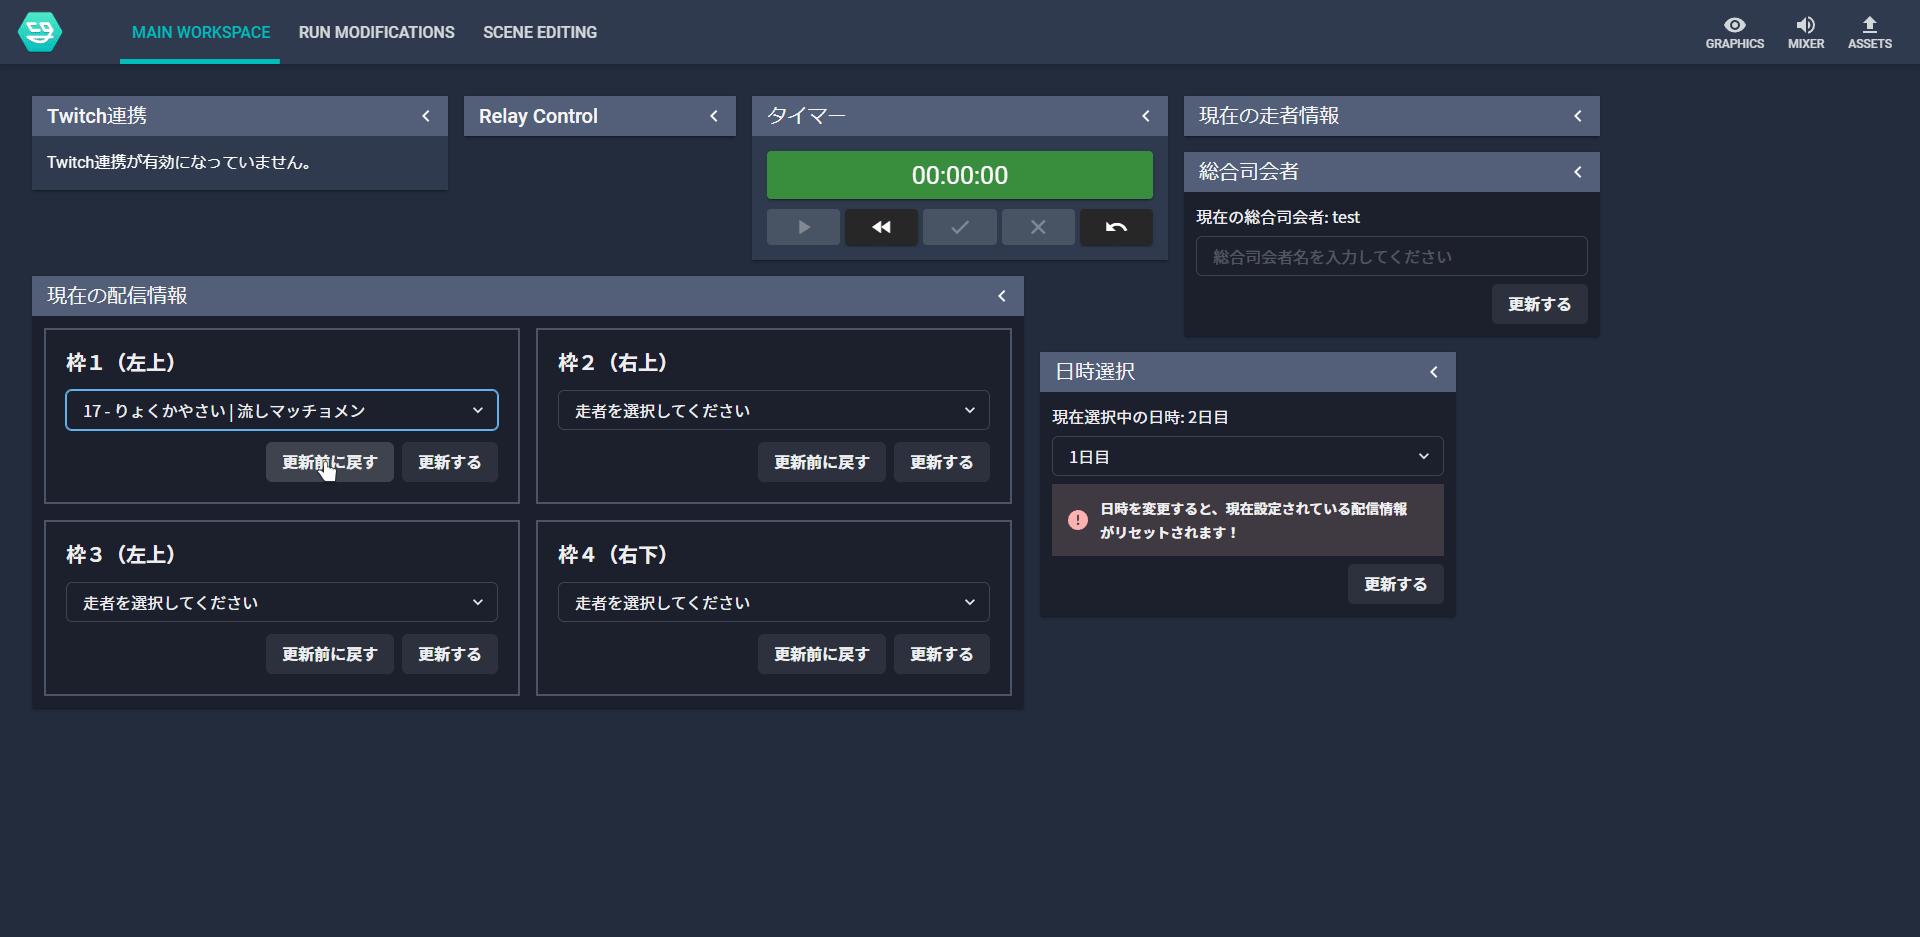 MAIN WORKSPACE RUN MODIFICATIONS SCENE EDITING
GRAPHICS MIXER ASSETS
Twitch連携
Twitch連携が有効になっていません。
Relay Control
タイマー
00:00:00
現在の走者情報
総合司会者
現在の総合司会者: test
総合司会者名を入力してください
更新する
現在の配信情報
枠１（左上）
17 - りょくかやさい | 流しマッチョメン
更新前に戻す 更新する
枠２（右上）
走者を選択してください
更新前に戻す 更新する
枠３（左上）
走者を選択してください
更新前に戻す 更新する
枠４（右下）
走者を選択してください
更新前に戻す 更新する
日時選択
現在選択中の日時: 2日目
1日目
日時を変更すると、現在設定されている配信情報
がリセットされます！
更新する